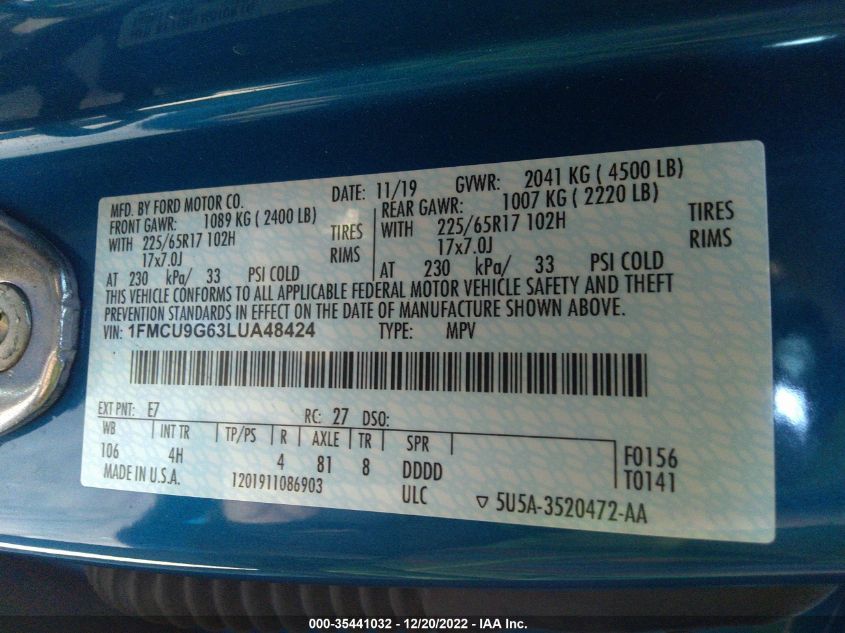 MFD. BY FORD MOTOR CO.
DATE: 11/19 GVWR: 2041 KG ( 4500 LB)
FRONT GAWR: 1089 KG ( 2400 LB)
REAR GAWR: 1007 KG ( 2220 LB)
WITH 225/65R17 102H TIRES
WITH 225/65R17 102H TIRES
17x7.0J RIMS
17x7.0J RIMS
AT 230 kPa/ 33 PSI COLD
AT 230 kPa/ 33 PSI COLD
THIS VEHICLE CONFORMS TO ALL APPLICABLE FEDERAL MOTOR VEHICLE SAFETY AND THEFT
PREVENTION STANDARDS IN EFFECT ON THE DATE OF MANUFACTURE SHOWN ABOVE.
VIN: 1FMCU9G63LUA48424 TYPE: MPV
EXT PNT: E7 RC: 27 DSO:
WB INT TR TP/PS R AXLE TR SPR
106 4H 4 81 8 DDDD F0156
MADE IN U.S.A. 1201911086903 ULC T0141
5U5A-3520472-AA
000-35441032 - 12/20/2022 - IAA Inc.